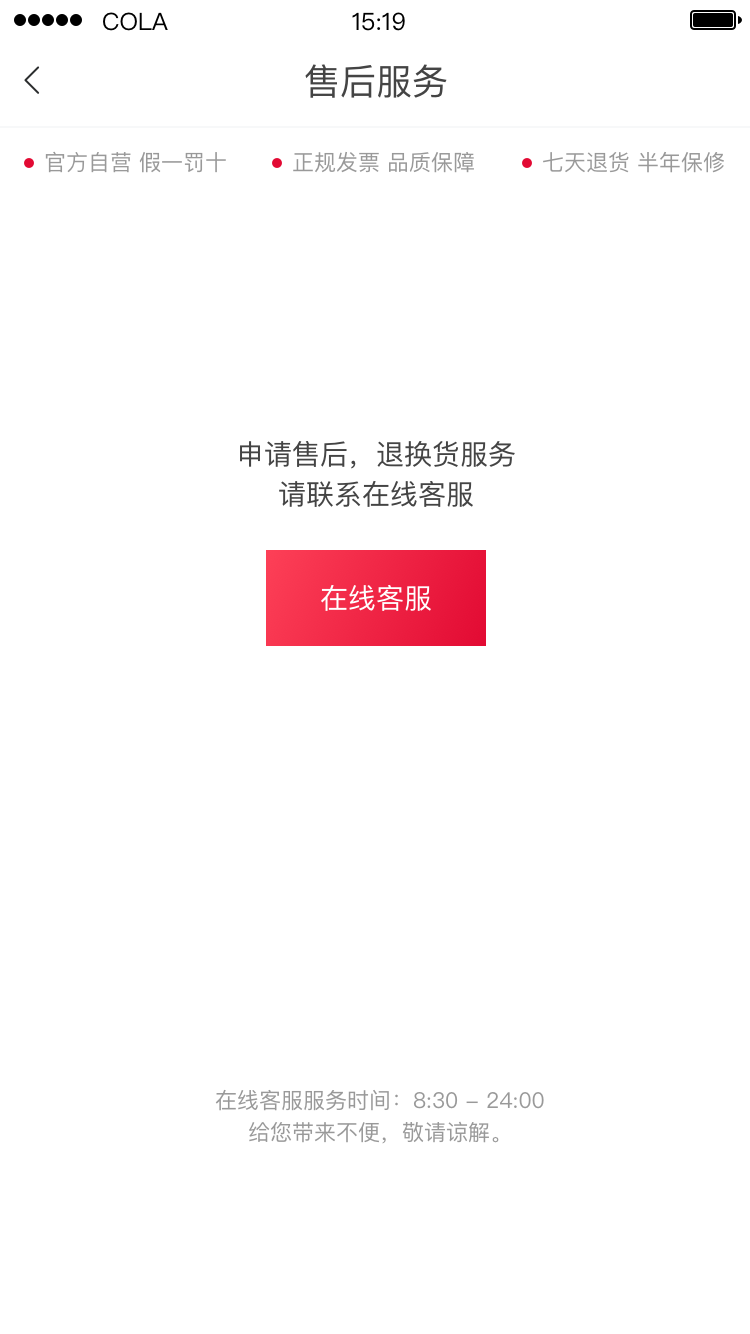 COLA 15:19
售后服务
官方自营 假一罚十 正规发票 品质保障 七天退货 半年保修
申请售后，退换货服务
请联系在线客服
在线客服
在线客服服务时间：8:30 – 24:00
给您带来不便，敬请谅解。